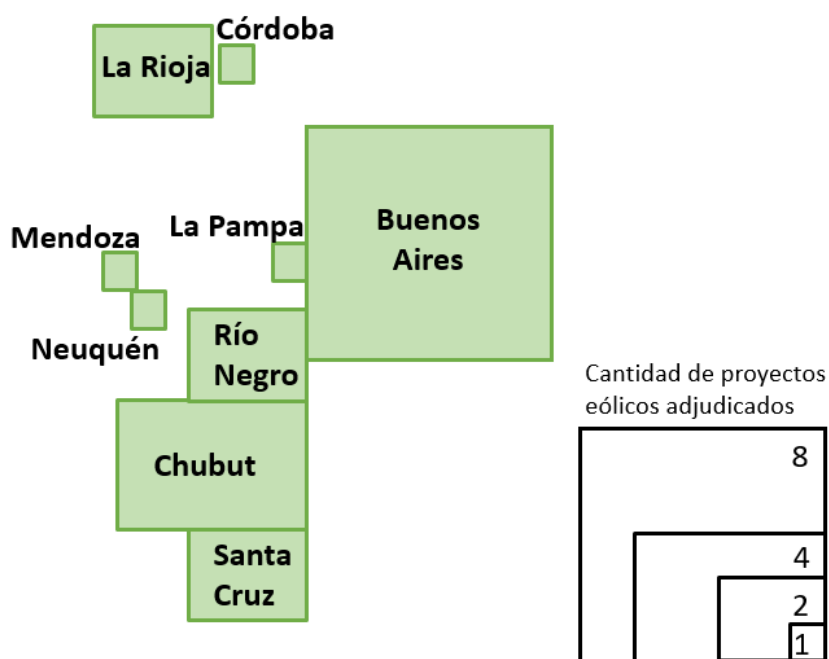 Córdoba
La Rioja
Buenos
Aires
La Pampa
Mendoza
Neuquén
Río
Negro
Chubut
Santa
Cruz
Cantidad de proyectos
eólicos adjudicados
8
4
2
1